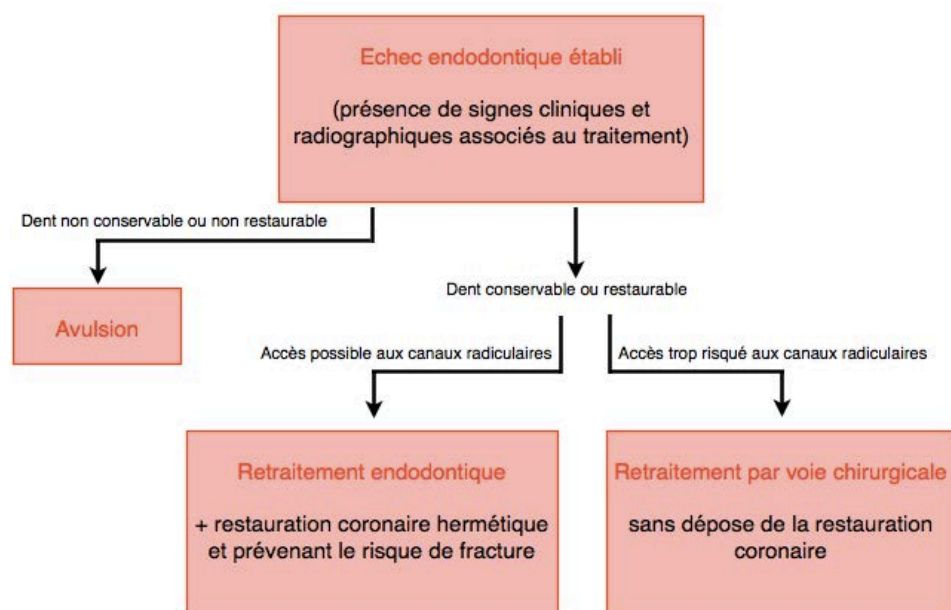 Echec endodontique établi
(présence de signes cliniques et
radiographiques associés au traitement)
Dent non conservable ou non restaurable
Dent conservable ou restaurable
Avulsion
Accès possible aux canaux radiculaires
Accès trop risqué aux canaux radiculaires
Retraitement endodontique
+ restauration coronaire hermétique
et prévenant le risque de fracture
Retraitement par voie chirurgicale
sans dépose de la restauration
coronaire